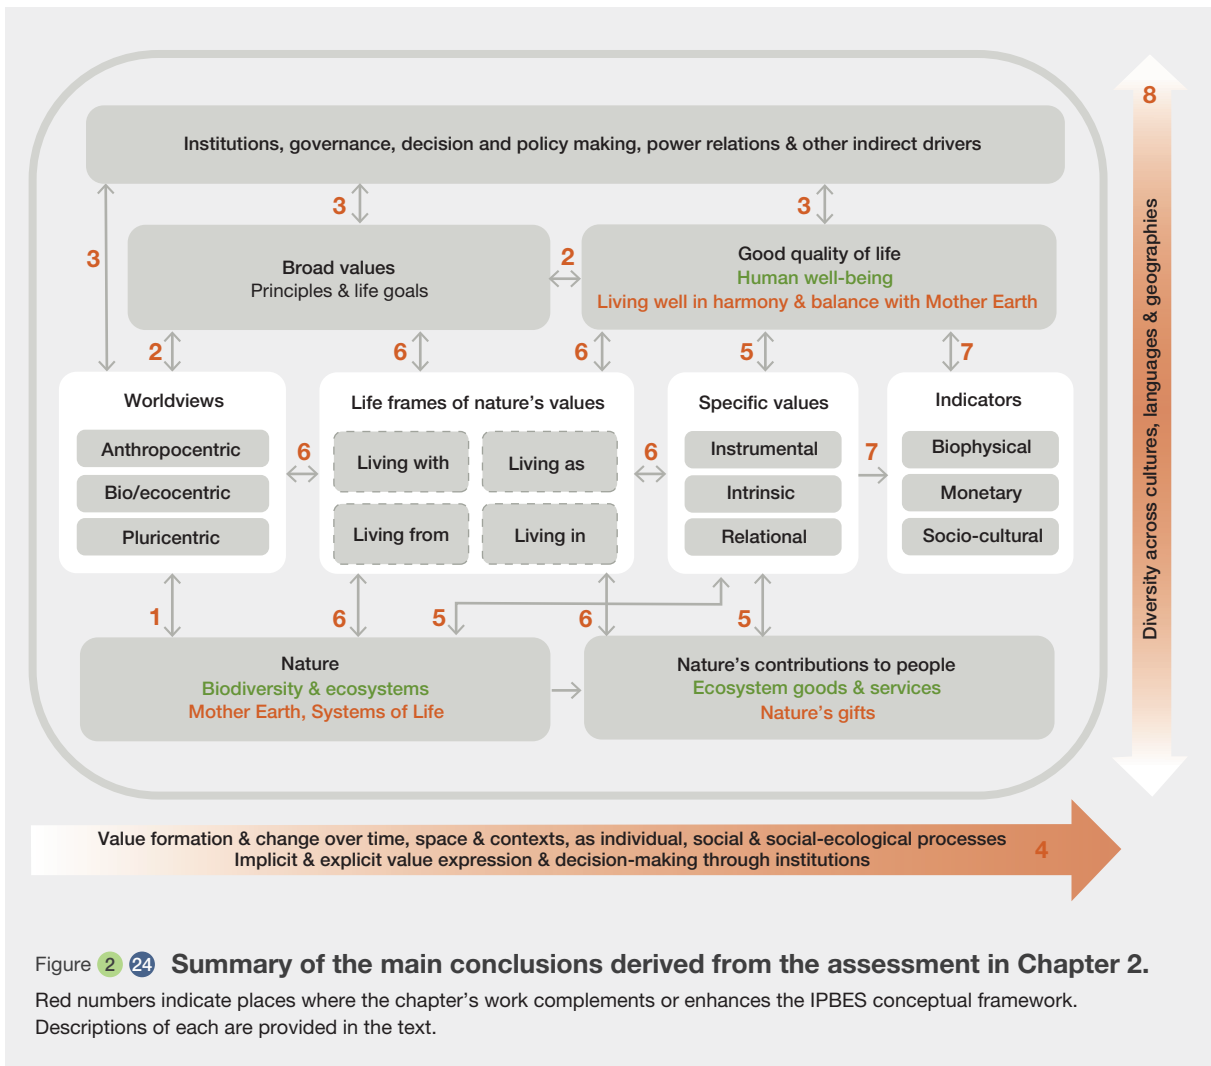 8
Institutions, governance, decision and policy making, power relations & other indirect drivers
3
3
3
Broad values
Principles & life goals
2
Good quality of life
Human well-being
Living well in harmony & balance with Mother Earth
2
6
6
5
7
Worldviews
Anthropocentric
Bio/ecocentric
Pluricentric
6
Life frames of nature's values
Living with
Living as
Living from
Living in
6
Specific values
Instrumental
Intrinsic
Relational
7
Indicators
Biophysical
Monetary
Socio-cultural
1
6
5
6
5
Nature
Biodiversity & ecosystems
Mother Earth, Systems of Life
Nature's contributions to people
Ecosystem goods & services
Nature's gifts
Diversity across cultures, languages & geographies
Value formation & change over time, space & contexts, as individual, social & social-ecological processes
Implicit & explicit value expression & decision-making through institutions
4
Figure 2 24 Summary of the main conclusions derived from the assessment in Chapter 2.
Red numbers indicate places where the chapter's work complements or enhances the IPBES conceptual framework.
Descriptions of each are provided in the text.